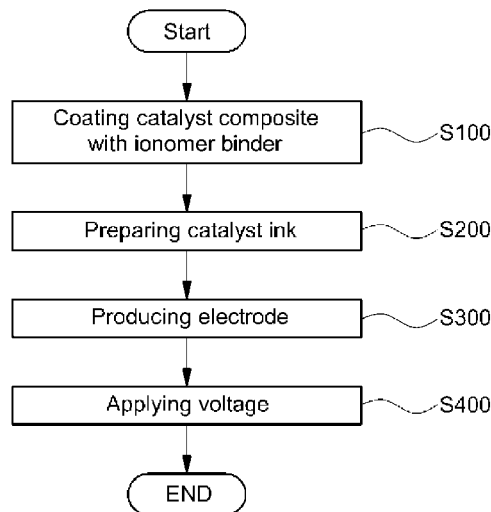 Start
Coating catalyst composite
with ionomer binder
S100
Preparing catalyst ink
S200
Producing electrode
S300
Applying voltage
S400
END